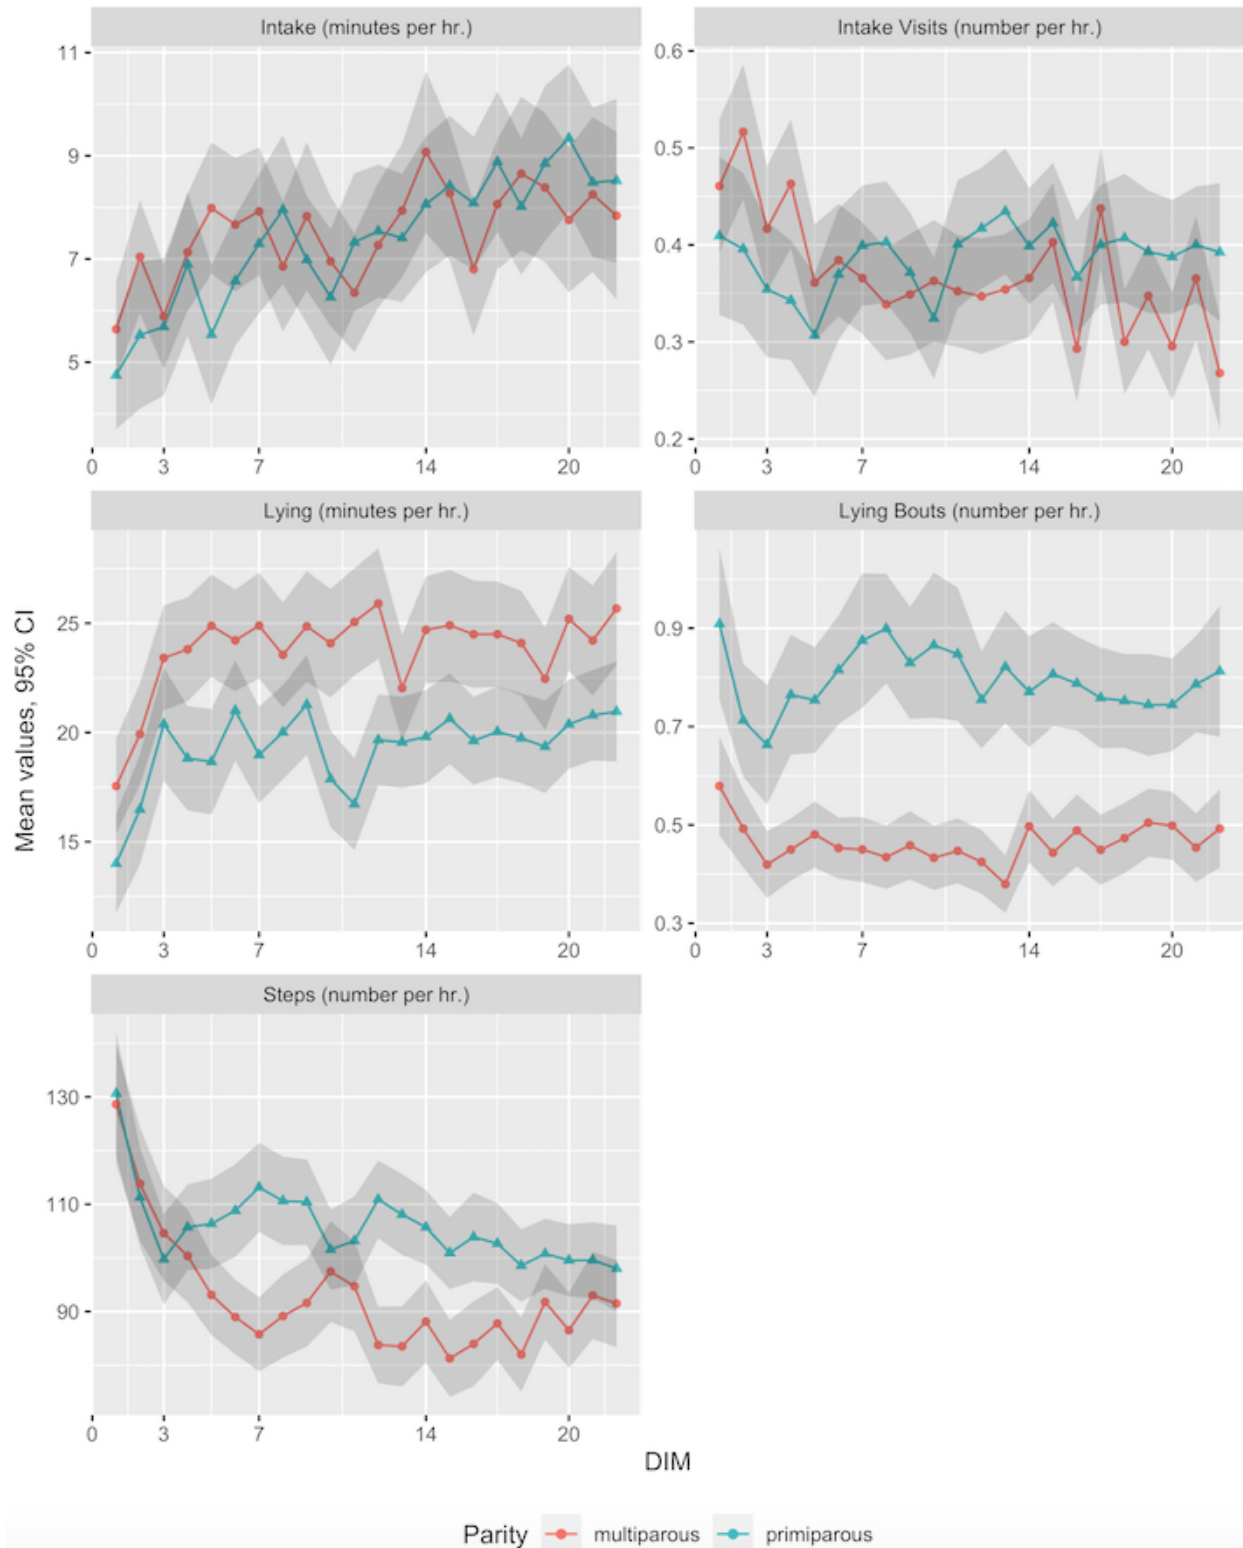 Intake (minutes per hr.)
Intake Visits (number per hr.)
11
9
7
5
0 3 7 14 20
0.6
0.5
0.4
0.3
0.2
0 3 7 14 20
Lying (minutes per hr.)
Lying Bouts (number per hr.)
Mean values, 95% CI
25
20
15
0 3 7 14 20
0.9
0.7
0.5
0.3
0 3 7 14 20
Steps (number per hr.)
130
110
90
0 3 7 14 20
DIM
Parity multiparous primiparous